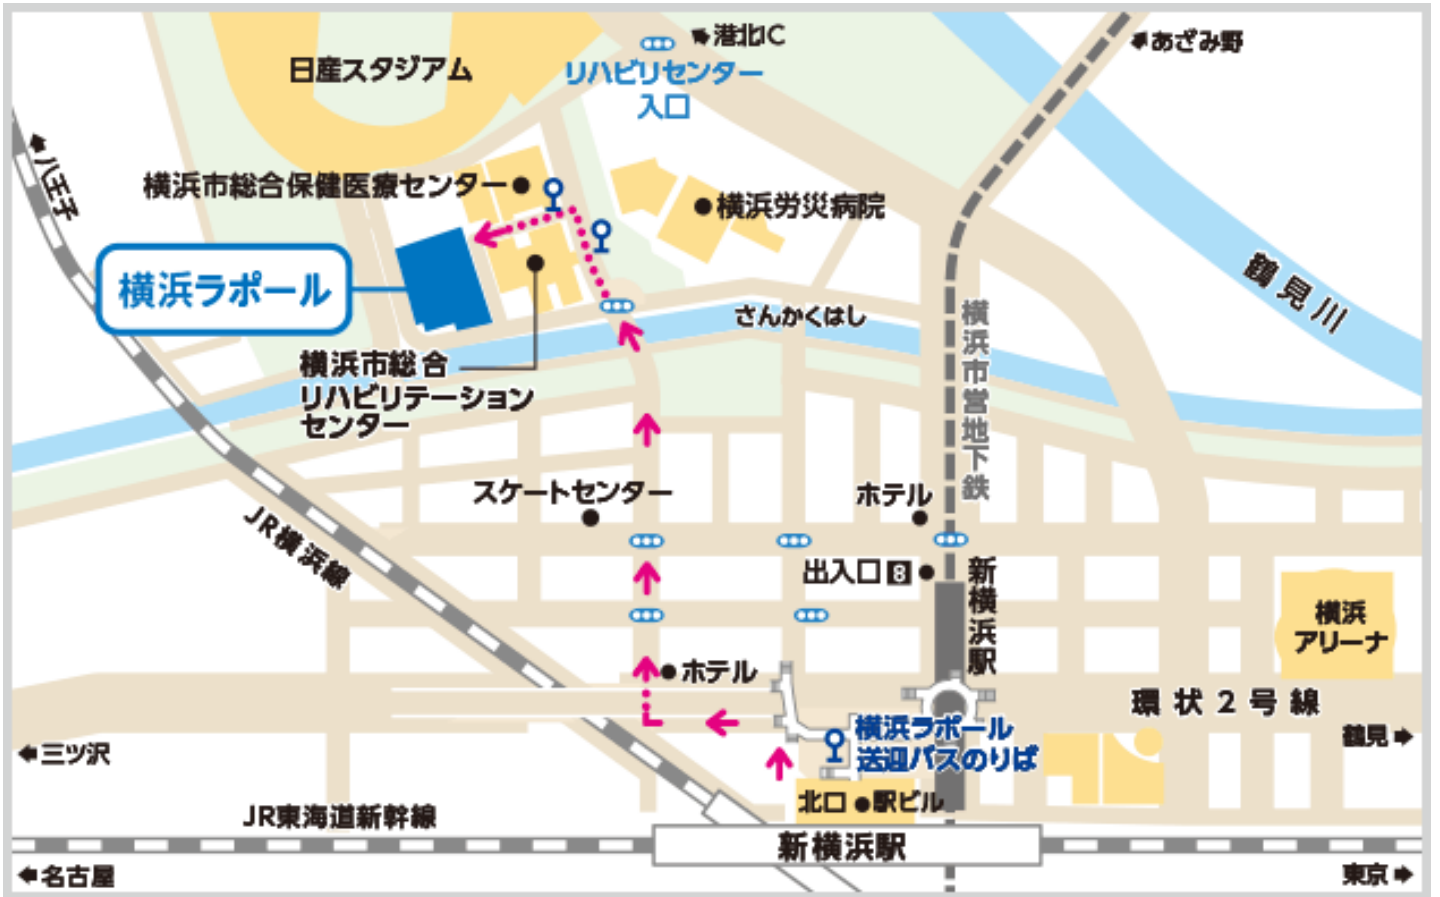 港北IC
あざみ野
日産スタジアム
リハビリセンター
入口
八王子
横浜市総合保健医療センター
横浜労災病院
横浜ラポール
鶴見川
さんかくはし
横浜市営地下鉄
横浜市総合
リハビリテーション
センター
スケートセンター
ホテル
JR横浜線
出入口8
新横浜駅
横浜
アリーナ
ホテル
環状2号線
横浜ラポール
送迎バスのりば
鶴見
三ツ沢
北口
駅ビル
JR東海道新幹線
新横浜駅
名古屋
東京